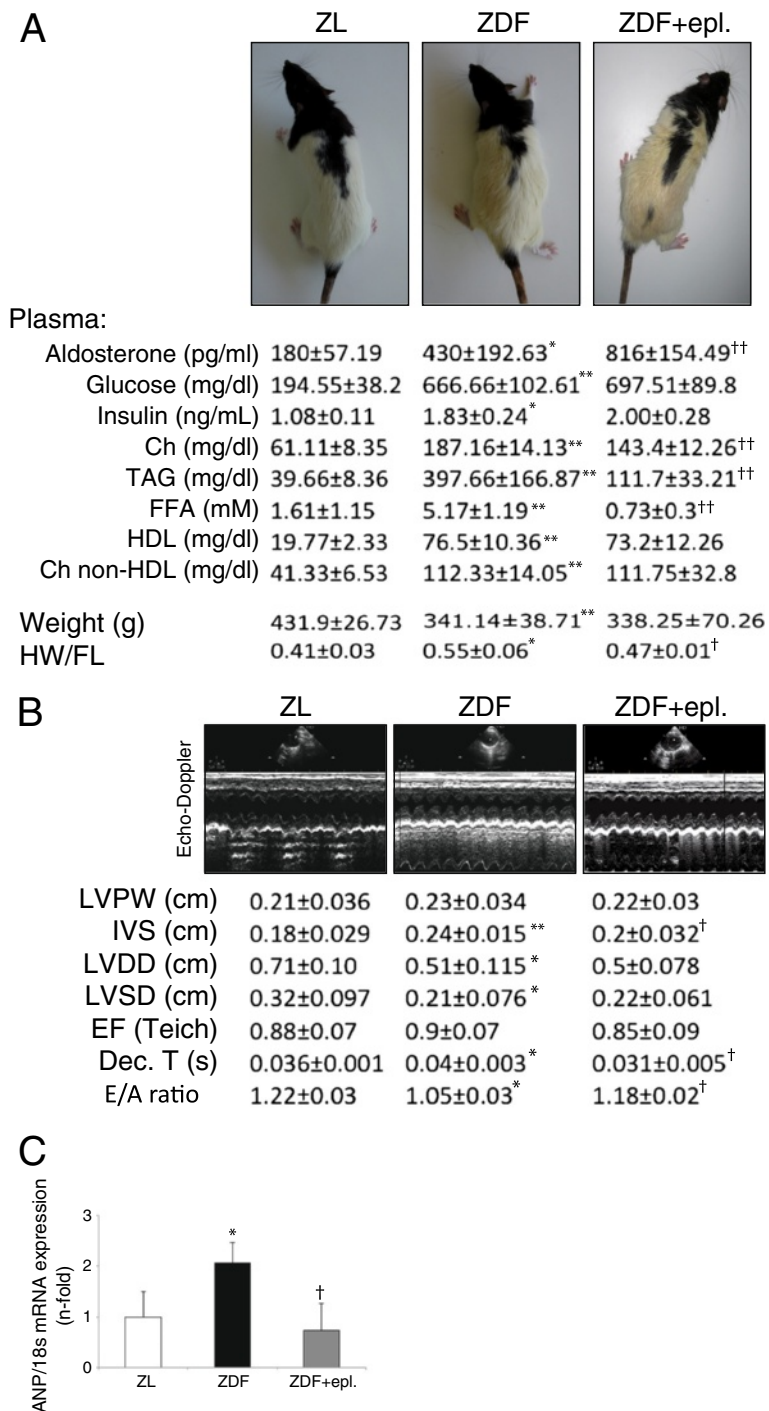 A
ZL ZDF ZDF+epl.
Plasma:
Aldosterone (pg/ml) 180±57.19 430±192.63* 816±154.49††
Glucose (mg/dl) 194.55±38.2 666.66±102.61** 697.51±89.8
Insulin (ng/mL) 1.08±0.11 1.83±0.24* 2.00±0.28
Ch (mg/dl) 61.11±8.35 187.16±14.13** 143.4±12.26††
TAG (mg/dl) 39.66±8.36 397.66±166.87** 111.7±33.21††
FFA (mM) 1.61±1.15 5.17±1.19** 0.73±0.3††
HDL (mg/dl) 19.77±2.33 76.5±10.36** 73.2±12.26
Ch non-HDL (mg/dl) 41.33±6.53 112.33±14.05** 111.75±32.8
Weight (g) 431.9±26.73 341.14±38.71** 338.25±70.26
HW/FL 0.41±0.03 0.55±0.06* 0.47±0.01†
B
ZL ZDF ZDF+epl.
Echo-Doppler
LVPW (cm) 0.21±0.036 0.23±0.034 0.22±0.03
IVS (cm) 0.18±0.029 0.24±0.015** 0.2±0.032†
LVDD (cm) 0.71±0.10 0.51±0.115* 0.5±0.078
LVSD (cm) 0.32±0.097 0.21±0.076* 0.22±0.061
EF (Teich) 0.88±0.07 0.9±0.07 0.85±0.09
Dec. T (s) 0.036±0.001 0.04±0.003* 0.031±0.005†
E/A ratio 1.22±0.03 1.05±0.03* 1.18±0.02†
C
ANP/18s mRNA expression
(n-fold)
3
2
1
0
*
†
ZL ZDF ZDF+epl.